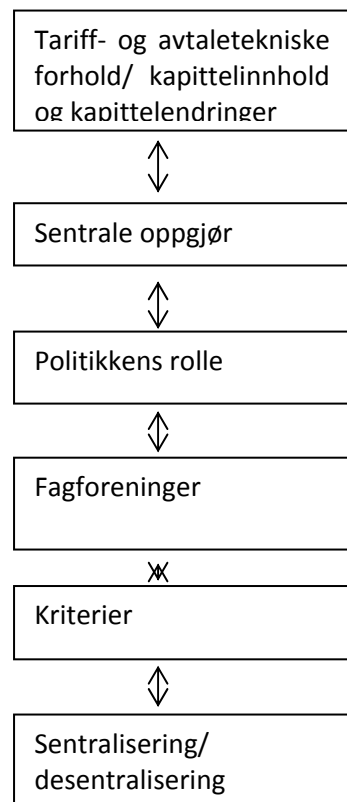 Tariff- og avtaletekniske
forhold/ kapittelinnhold
og kapittelendringer
Sentrale oppgjør
Politikkens rolle
Fagforeninger
Kriterier
Sentralisering/
desentralisering